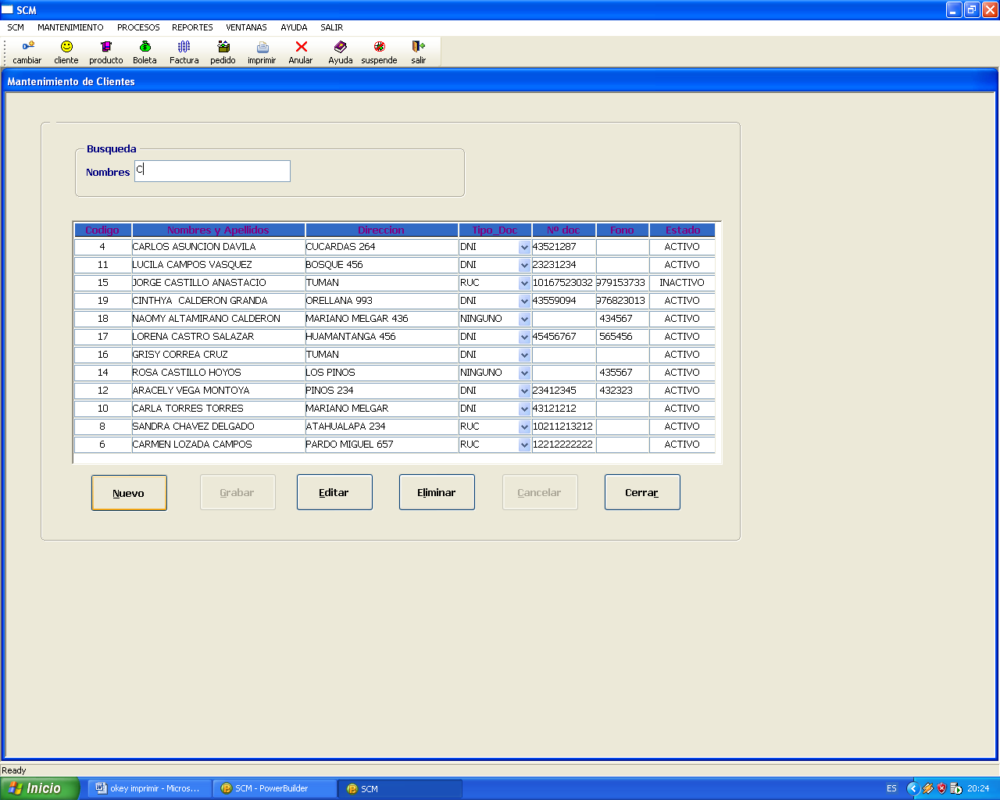 SCM
SCM MANTENIMIENTO PROCESOS REPORTES VENTANAS AYUDA SALIR
cambiar cliente producto Boleta Factura pedido imprimir Anular Ayuda suspende salir
Mantenimiento de Clientes
Busqueda
Nombres C
Codigo Nombres y Apellidos Direccion Tipo_Doc Nº doc Fono Estado
4 CARLOS ASUNCION DAVILA CUCARDAS 264 DNI 43521287 ACTIVO
11 LUCILA CAMPOS VASQUEZ BOSQUE 456 DNI 23231234 ACTIVO
15 JORGE CASTILLO ANASTACIO TUMAN RUC 10167523032 979153733 INACTIVO
19 CINTHYA CALDERON GRANDA ORELLANA 993 DNI 43559094 976823013 ACTIVO
18 NAOMY ALTAMIRANO CALDERON MARIANO MELGAR 436 NINGUNO 434567 ACTIVO
17 LORENA CASTRO SALAZAR HUAMANTANGA 456 DNI 45456767 565456 ACTIVO
16 GRISY CORREA CRUZ TUMAN DNI ACTIVO
14 ROSA CASTILLO HOYOS LOS PINOS NINGUNO 435567 ACTIVO
12 ARACELY VEGA MONTOYA PINOS 234 DNI 23412345 432323 ACTIVO
10 CARLA TORRES TORRES MARIANO MELGAR DNI 43121212 ACTIVO
8 SANDRA CHAVEZ DELGADO ATAHUALAPA 234 RUC 10211213212 ACTIVO
6 CARMEN LOZADA CAMPOS PARDO MIGUEL 657 RUC 12212222222 ACTIVO
Nuevo Grabar Editar Eliminar Cancelar Cerrar
Ready
Inicio okey imprimir - Micros... SCM - PowerBuilder SCM ES 20:24